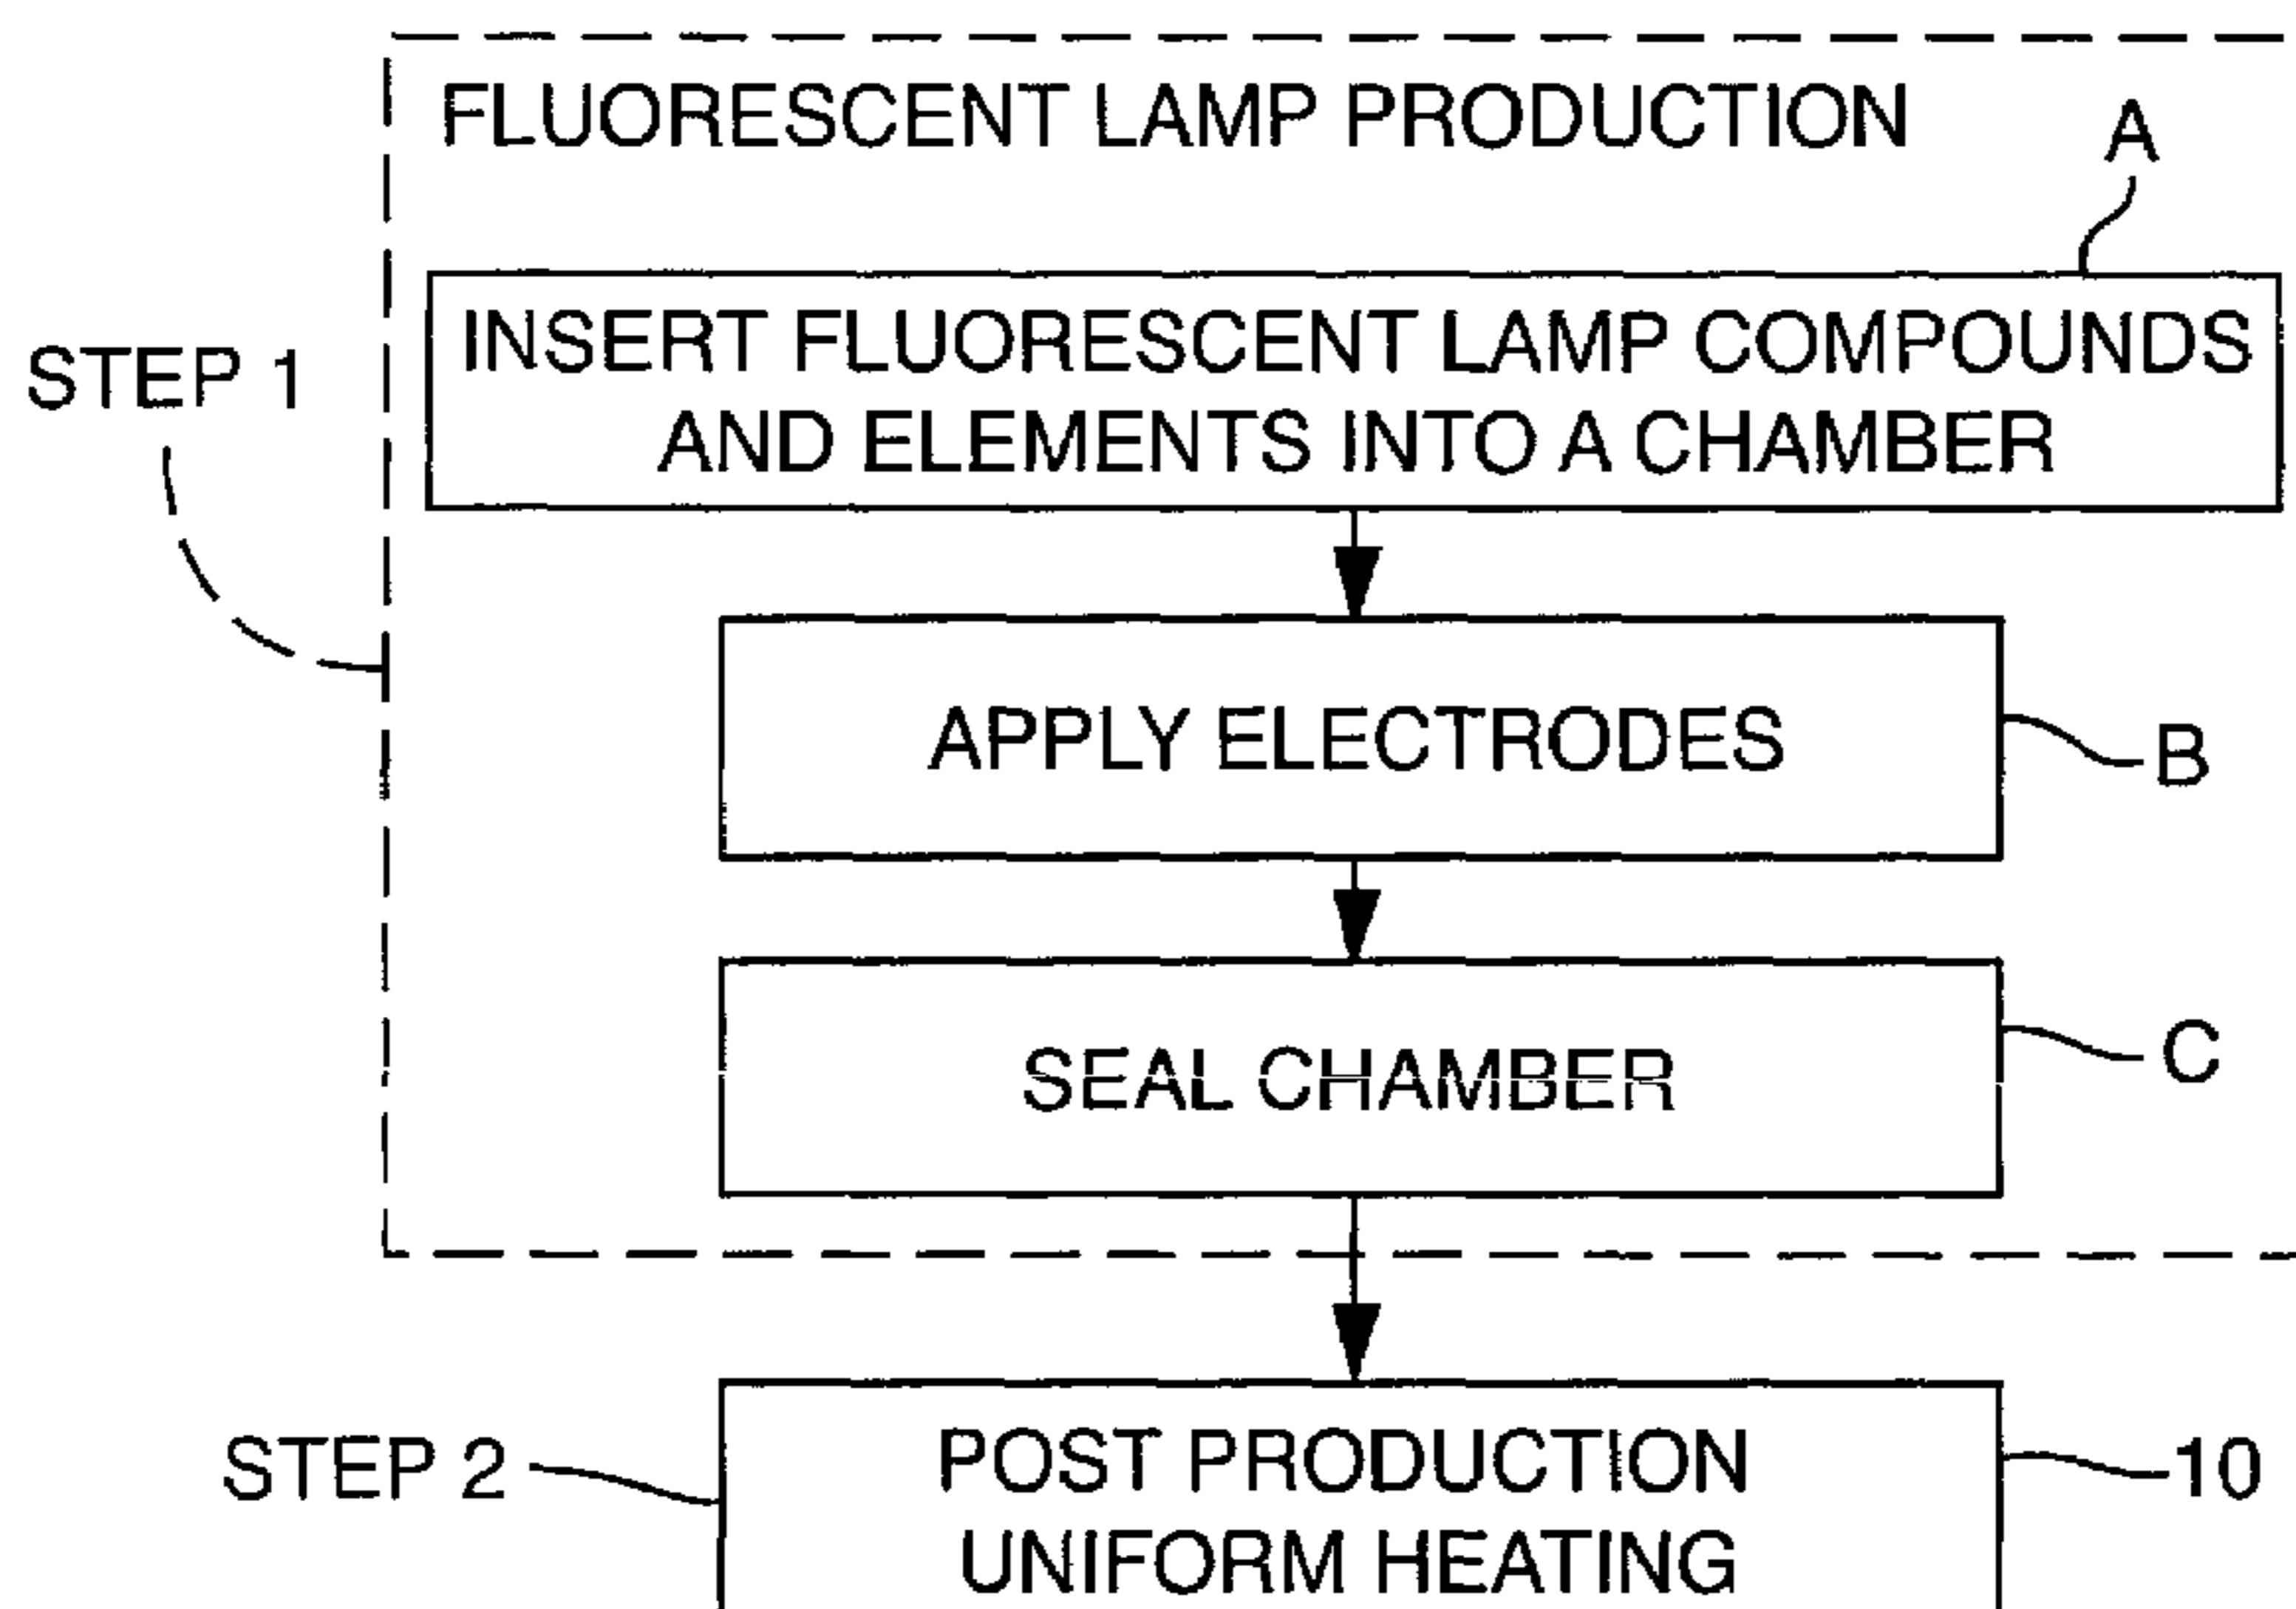 FLUORESCENT LAMP PRODUCTION
A
INSERT FLUORESCENT LAMP COMPOUNDS
AND ELEMENTS INTO A CHAMBER
STEP 1
APPLY ELECTRODES
B
SEAL CHAMBER
C
STEP 2
POST PRODUCTION
UNIFORM HEATING
10